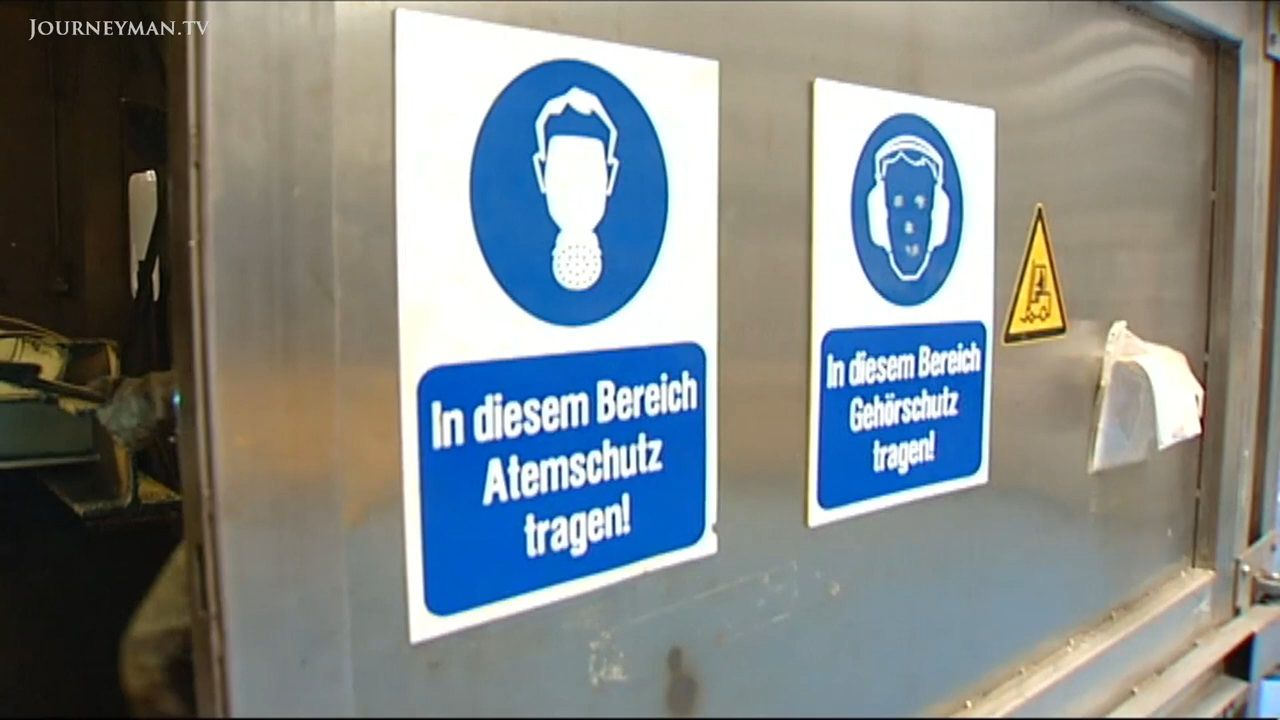 JOURNEYMAN.TV
In diesem Bereich
Atemschutz
tragen!
In diesem Bereich
Gehörschutz
tragen!